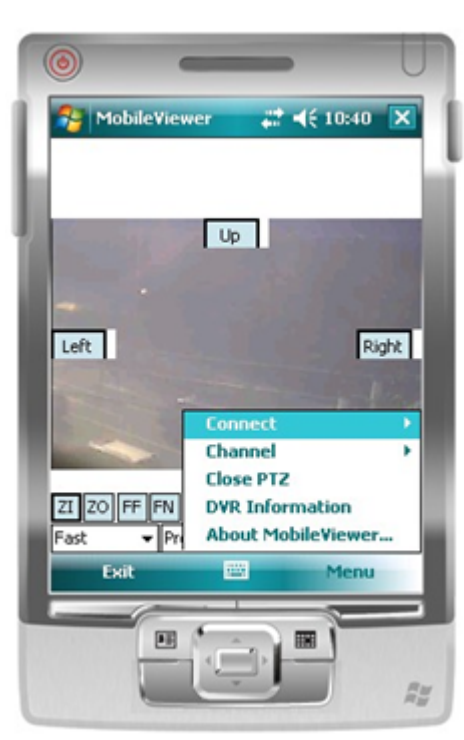 MobileViewer 10:40
Up
Left Right
Connect
Channel
Close PTZ
ZI ZO FF FN DVR Information
Fast About MobileViewer...
Exit Menu